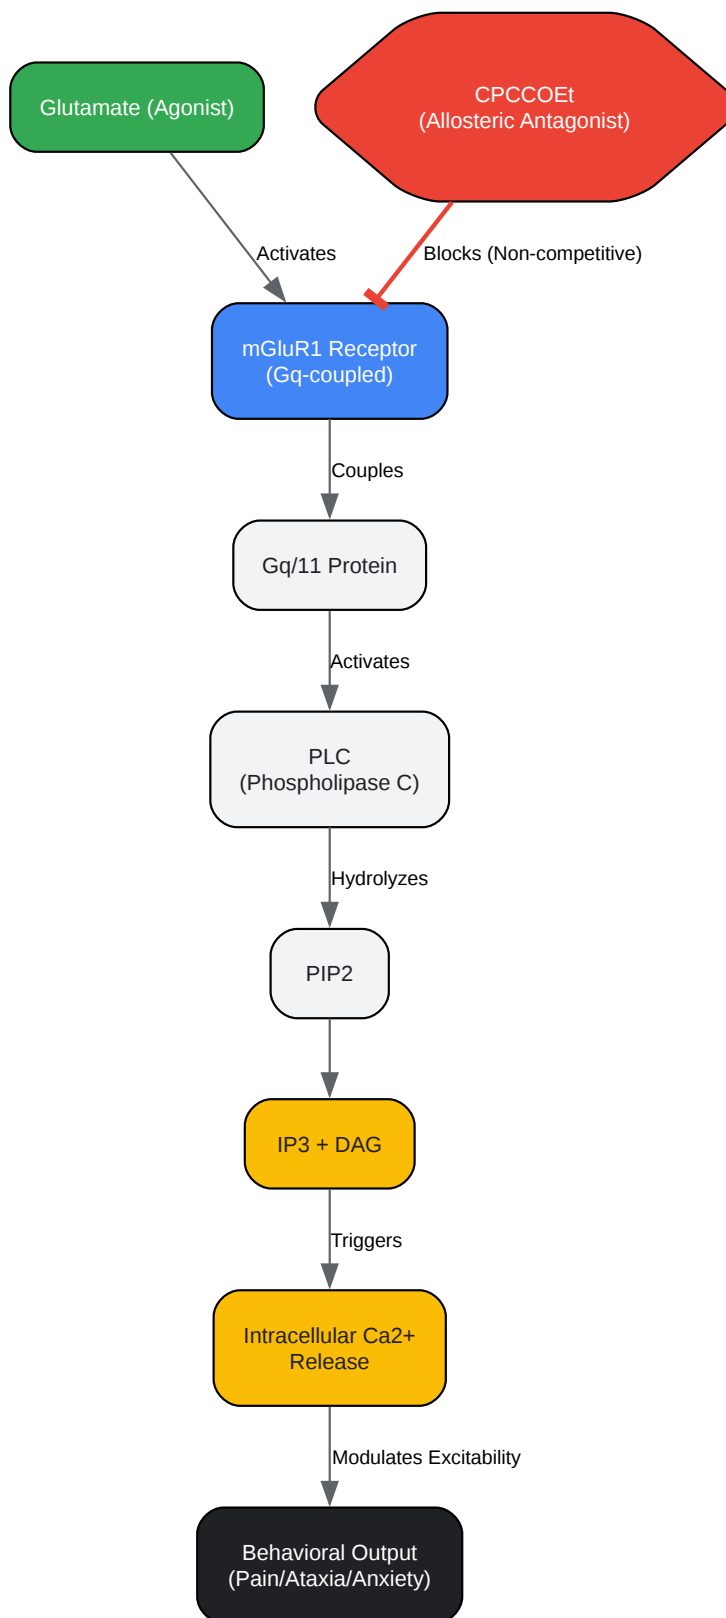 Glutamate (Agonist)
CPCCOEt
(Allosteric Antagonist)
Activates
Blocks (Non-competitive)
mGluR1 Receptor
(Gq-coupled)
Couples
Gq/11 Protein
Activates
PLC
(Phospholipase C)
Hydrolyzes
PIP2
IP3 + DAG
Triggers
Intracellular Ca2+
Release
Modulates Excitability
Behavioral Output
(Pain/Ataxia/Anxiety)